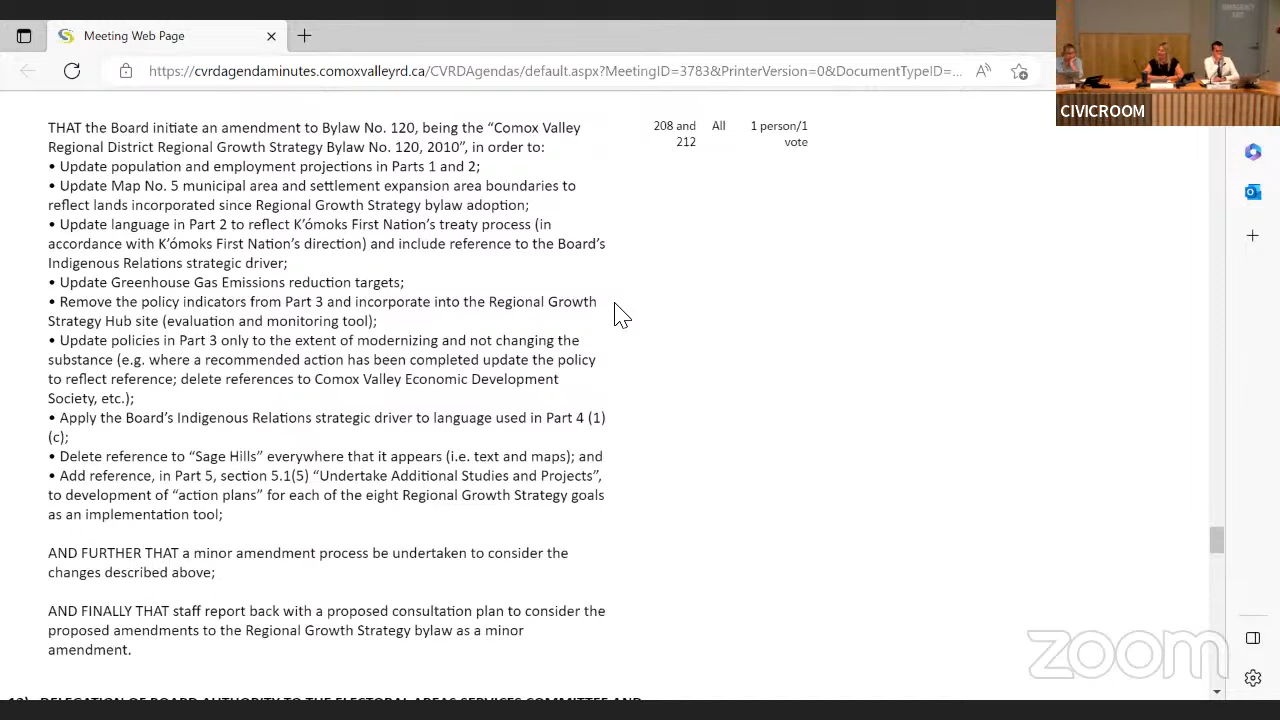 Meeting Web Page
https://cvrdagendaminutes.comoxvalleyrd.ca/CVRDAgendas/default.aspx?MeetingID=3783&PrinterVersion=0&DocumentTypeID=...
EMERGENCY
EXIT
CIVICROOM
THAT the Board initiate an amendment to Bylaw No. 120, being the “Comox Valley
Regional District Regional Growth Strategy Bylaw No. 120, 2010”, in order to:
• Update population and employment projections in Parts 1 and 2;
• Update Map No. 5 municipal area and settlement expansion area boundaries to
reflect lands incorporated since Regional Growth Strategy bylaw adoption;
• Update language in Part 2 to reflect K’ómoks First Nation’s treaty process (in
accordance with K’ómoks First Nation’s direction) and include reference to the Board’s
Indigenous Relations strategic driver;
• Update Greenhouse Gas Emissions reduction targets;
• Remove the policy indicators from Part 3 and incorporate into the Regional Growth
Strategy Hub site (evaluation and monitoring tool);
• Update policies in Part 3 only to the extent of modernizing and not changing the
substance (e.g. where a recommended action has been completed update the policy
to reflect reference; delete references to Comox Valley Economic Development
Society, etc.);
• Apply the Board’s Indigenous Relations strategic driver to language used in Part 4 (1)
(c);
• Delete reference to “Sage Hills” everywhere that it appears (i.e. text and maps); and
• Add reference, in Part 5, section 5.1(5) “Undertake Additional Studies and Projects”,
to development of “action plans” for each of the eight Regional Growth Strategy goals
as an implementation tool;
AND FURTHER THAT a minor amendment process be undertaken to consider the
changes described above;
AND FINALLY THAT staff report back with a proposed consultation plan to consider the
proposed amendments to the Regional Growth Strategy bylaw as a minor
amendment.
208 and All 1 person/1
212 vote
zoom
DELEGATION OF BOARD AUTHORITY TO THE ELECTORAL AREAS SERVICES COMMITTEE AND